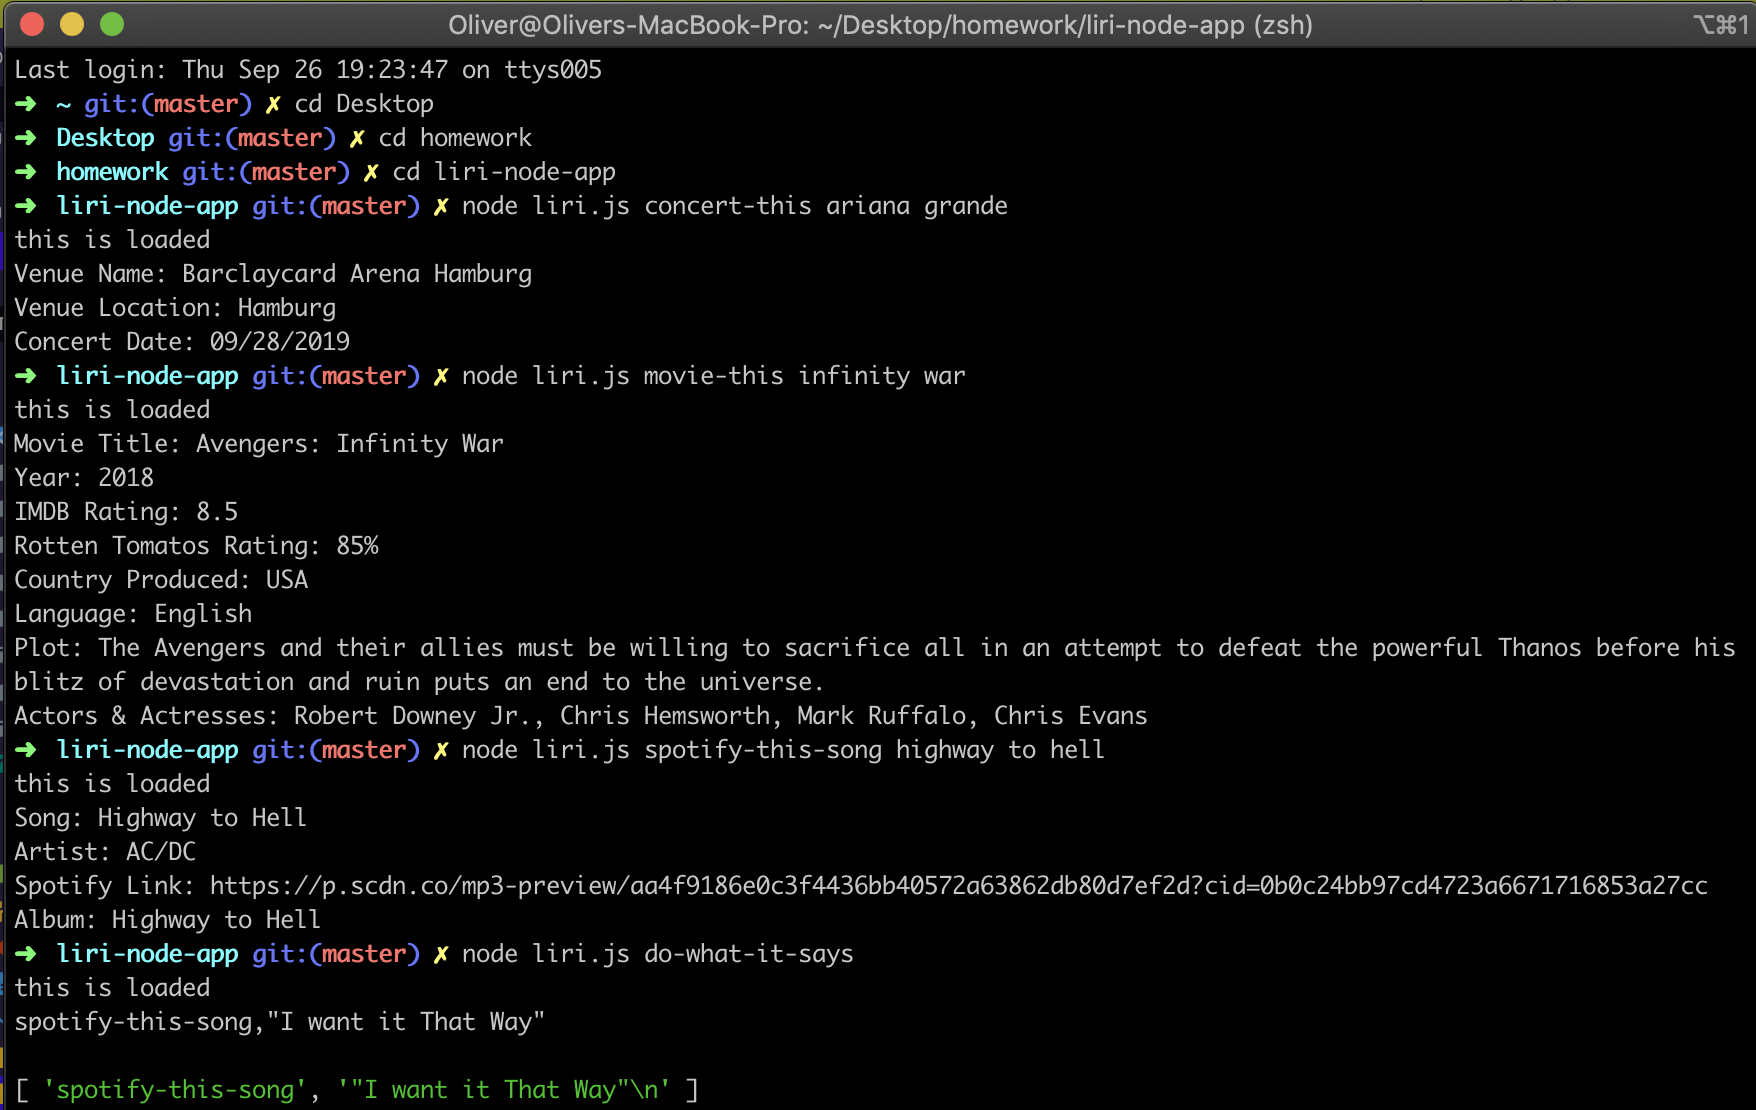 Oliver@Olivers-MacBook-Pro: ~/Desktop/homework/liri-node-app (zsh) ⌥⌘1
Last login: Thu Sep 26 19:23:47 on ttys005
➜ ~ git:(master) ✗ cd Desktop
➜ Desktop git:(master) ✗ cd homework
➜ homework git:(master) ✗ cd liri-node-app
➜ liri-node-app git:(master) ✗ node liri.js concert-this ariana grande
this is loaded
Venue Name: Barclaycard Arena Hamburg
Venue Location: Hamburg
Concert Date: 09/28/2019
➜ liri-node-app git:(master) ✗ node liri.js movie-this infinity war
this is loaded
Movie Title: Avengers: Infinity War
Year: 2018
IMDB Rating: 8.5
Rotten Tomatos Rating: 85%
Country Produced: USA
Language: English
Plot: The Avengers and their allies must be willing to sacrifice all in an attempt to defeat the powerful Thanos before his
blitz of devastation and ruin puts an end to the universe.
Actors & Actresses: Robert Downey Jr., Chris Hemsworth, Mark Ruffalo, Chris Evans
➜ liri-node-app git:(master) ✗ node liri.js spotify-this-song highway to hell
this is loaded
Song: Highway to Hell
Artist: AC/DC
Spotify Link: https://p.scdn.co/mp3-preview/aa4f9186e0c3f4436bb40572a63862db80d7ef2d?cid=0b0c24bb97cd4723a6671716853a27cc
Album: Highway to Hell
➜ liri-node-app git:(master) ✗ node liri.js do-what-it-says
this is loaded
spotify-this-song,"I want it That Way"
[ 'spotify-this-song', '"I want it That Way"\n' ]